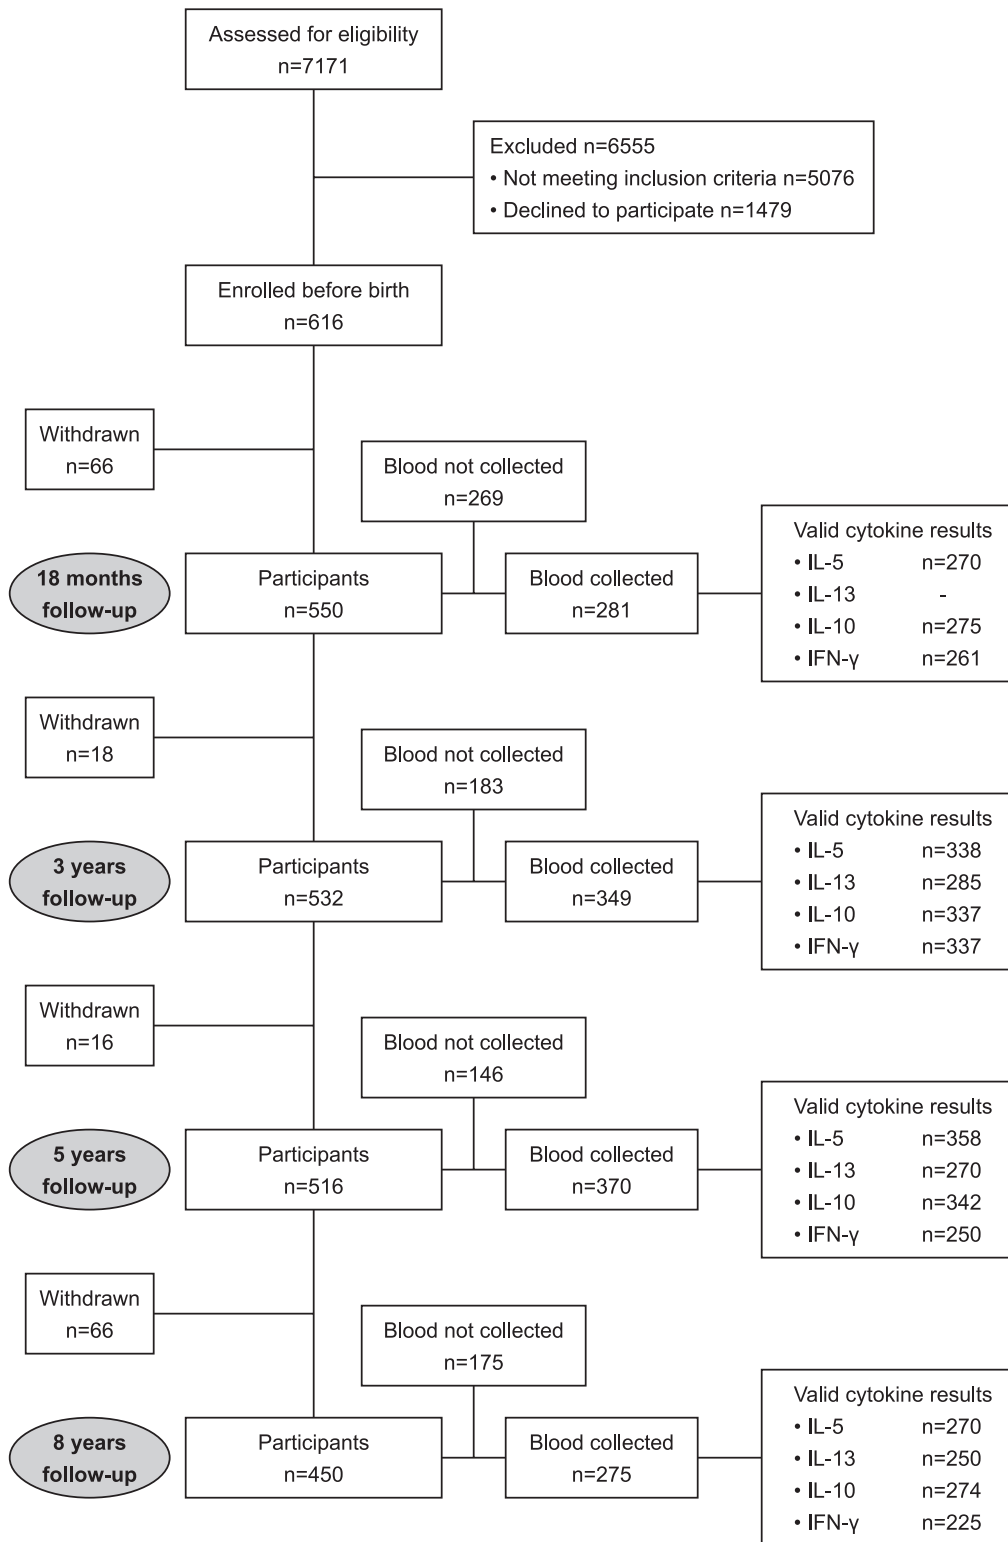 Assessed for eligibility
n=7171
Excluded n=6555
• Not meeting inclusion criteria n=5076
• Declined to participate n=1479
Enrolled before birth
n=616
Withdrawn
n=66
Blood not collected
n=269
18 months
follow-up
Participants
n=550
Blood collected
n=281
Valid cytokine results
• IL-5 n=270
• IL-13 -
• IL-10 n=275
• IFN-γ n=261
Withdrawn
n=18
Blood not collected
n=183
3 years
follow-up
Participants
n=532
Blood collected
n=349
Valid cytokine results
• IL-5 n=338
• IL-13 n=285
• IL-10 n=337
• IFN-γ n=337
Withdrawn
n=16
Blood not collected
n=146
5 years
follow-up
Participants
n=516
Blood collected
n=370
Valid cytokine results
• IL-5 n=358
• IL-13 n=270
• IL-10 n=342
• IFN-γ n=250
Withdrawn
n=66
Blood not collected
n=175
8 years
follow-up
Participants
n=450
Blood collected
n=275
Valid cytokine results
• IL-5 n=270
• IL-13 n=250
• IL-10 n=274
• IFN-γ n=225